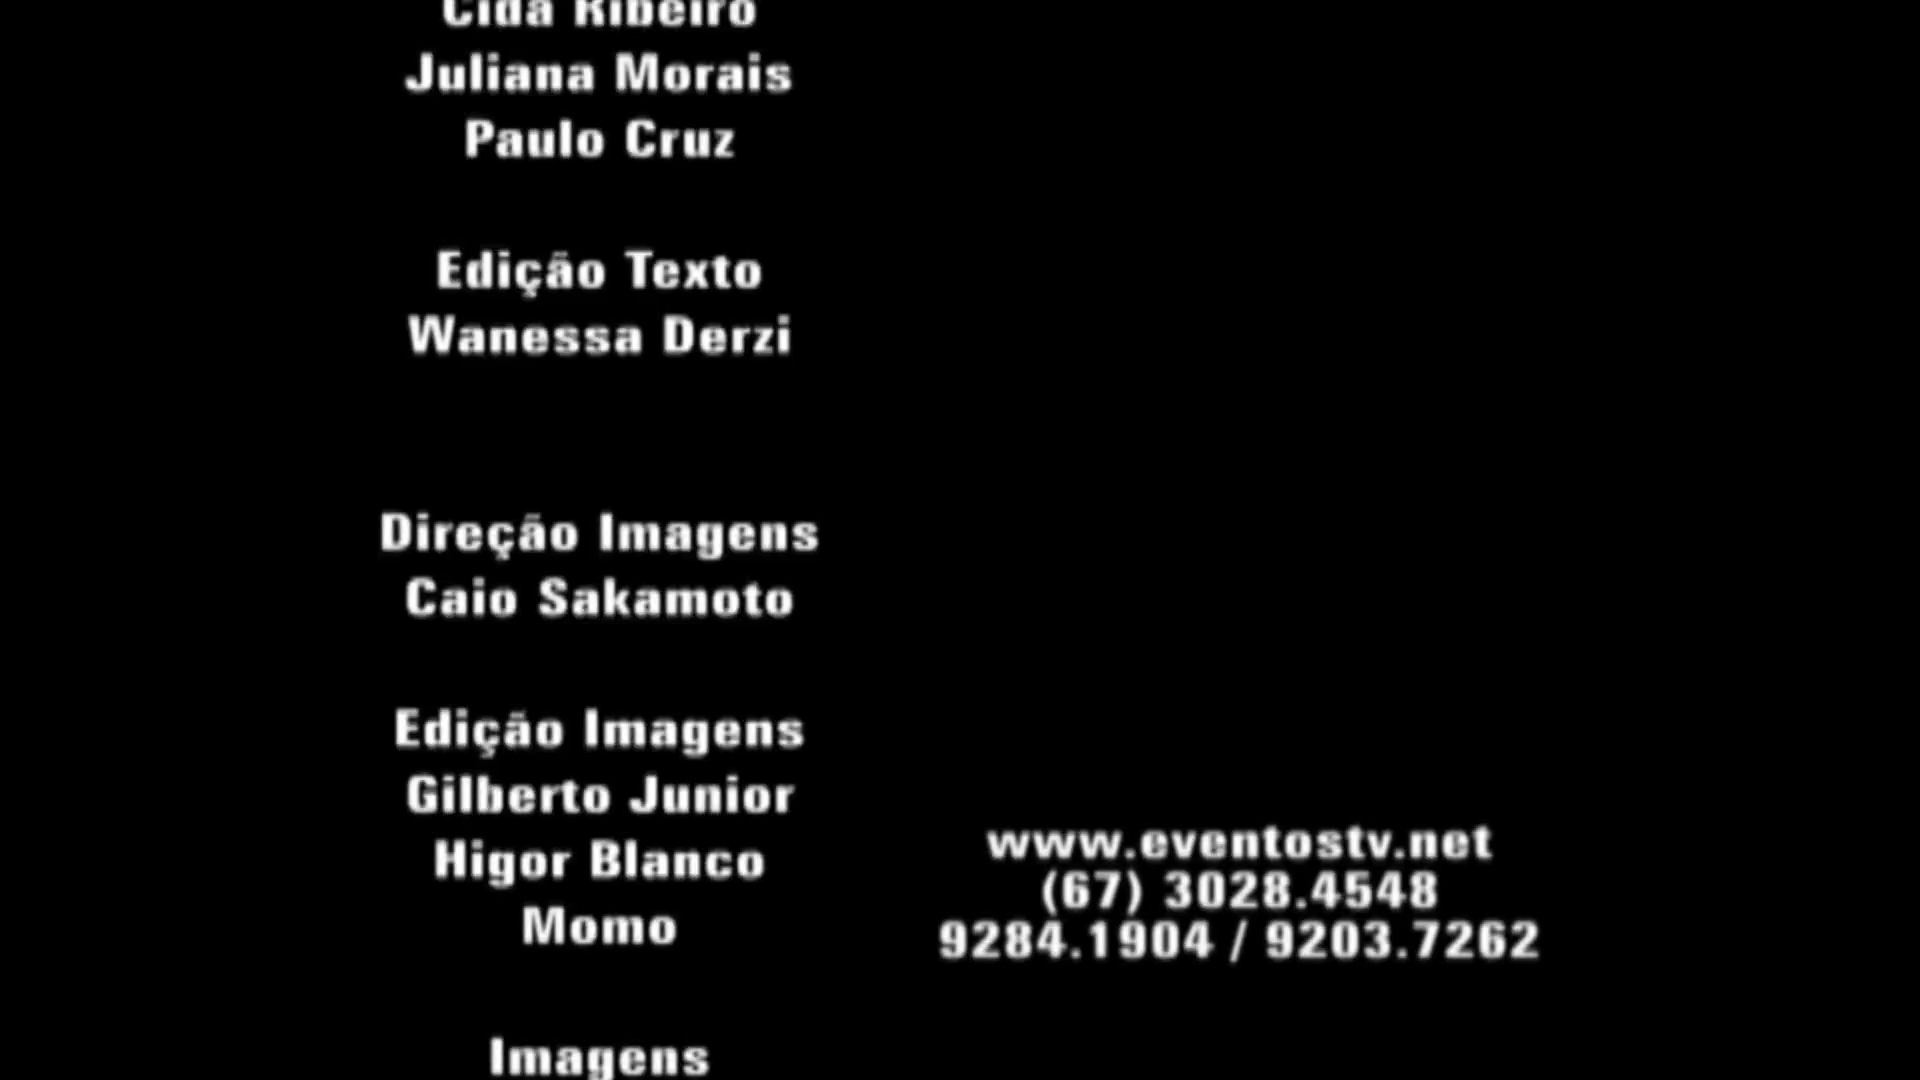 Cida Ribeiro
Juliana Morais
Paulo Cruz
Edição Texto
Wanessa Derzi
Direção Imagens
Caio Sakamoto
Edição Imagens
Gilberto Junior
Higor Blanco
Momo
Imagens
www.eventostv.net
(67) 3028.4548
9284.1904 / 9203.7262